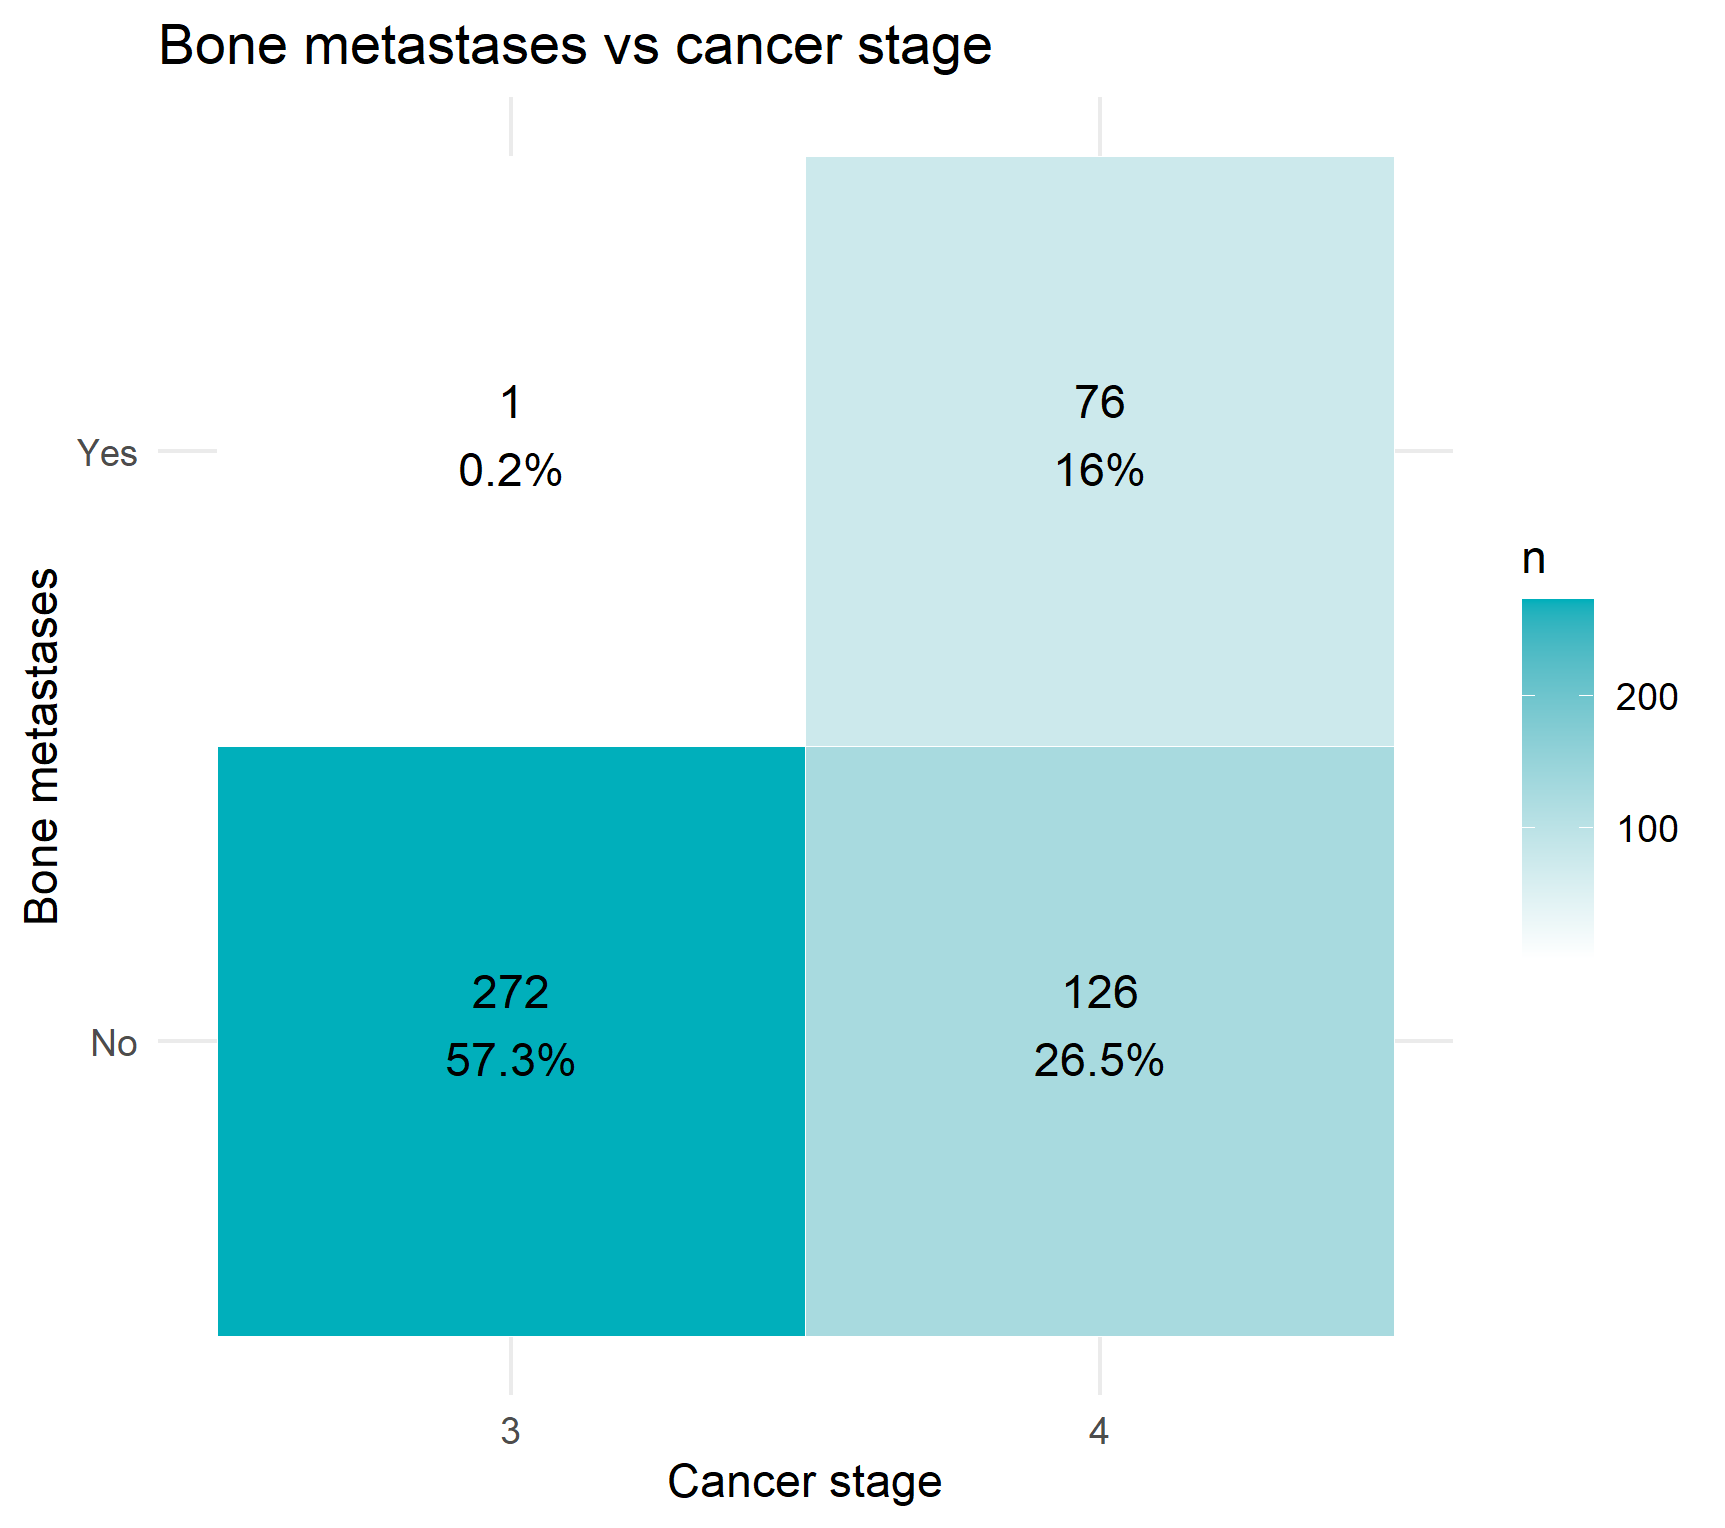 Bone metastases vs cancer stage
Bone metastases
Yes
No
1
0.2%
76
16%
272
57.3%
126
26.5%
3
4
Cancer stage
n
200
100